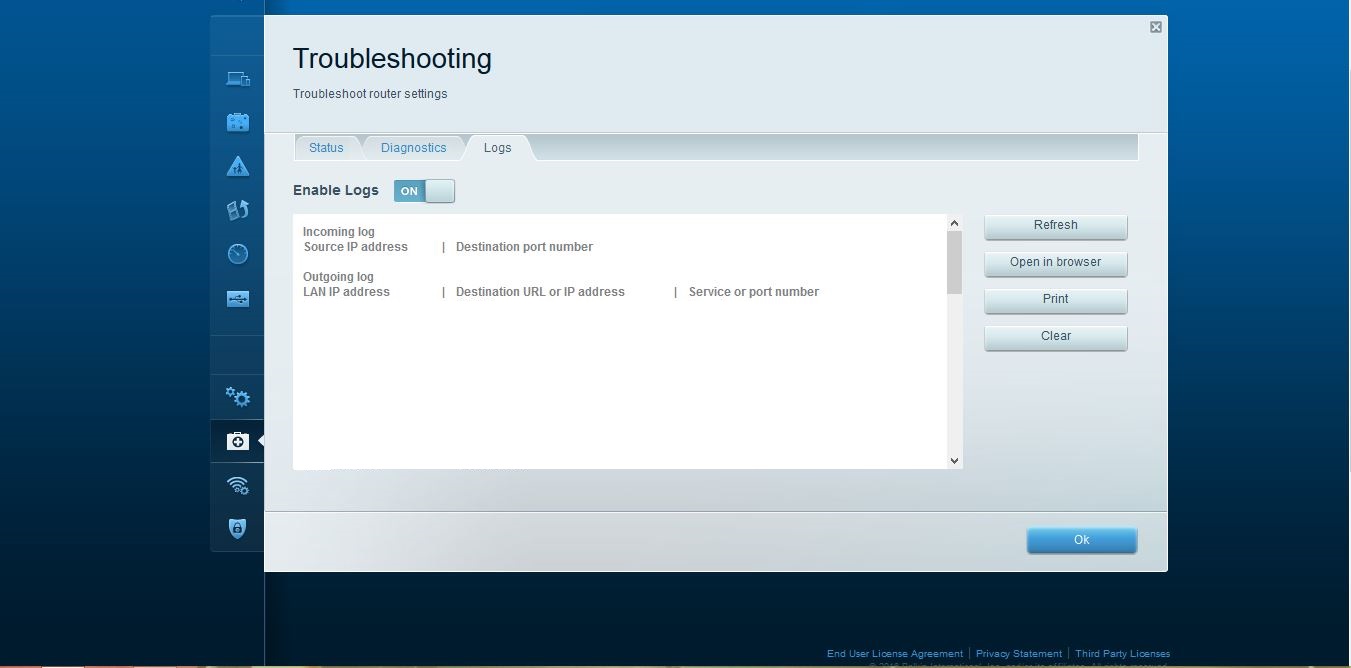 Troubleshooting
Troubleshoot router settings
Status Diagnostics Logs
Enable Logs ON
Incoming log
Source IP address | Destination port number
Outgoing log
LAN IP address | Destination URL or IP address | Service or port number
Refresh
Open in browser
Print
Clear
Ok
End User License Agreement | Privacy Statement | Third Party Licenses